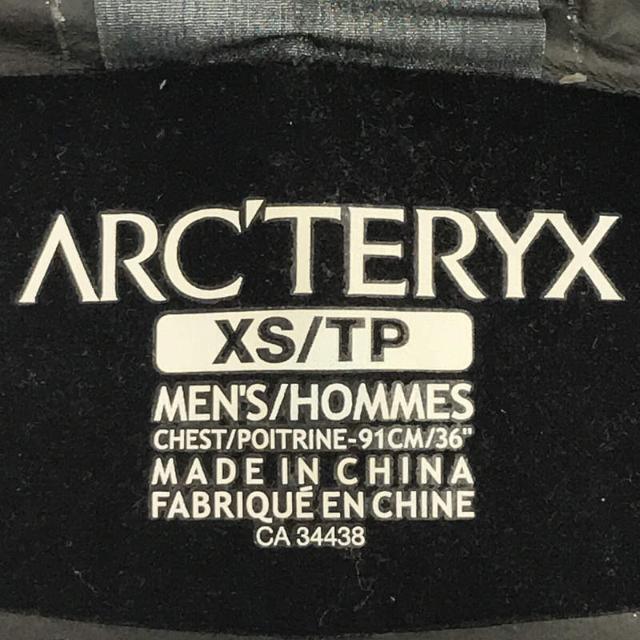 ARC'TERYX
XS/TP
MEN'S/HOMMES
CHEST/POITRINE-91CM/36"
MADE IN CHINA
FABRIQUÉ EN CHINE
CA 34438